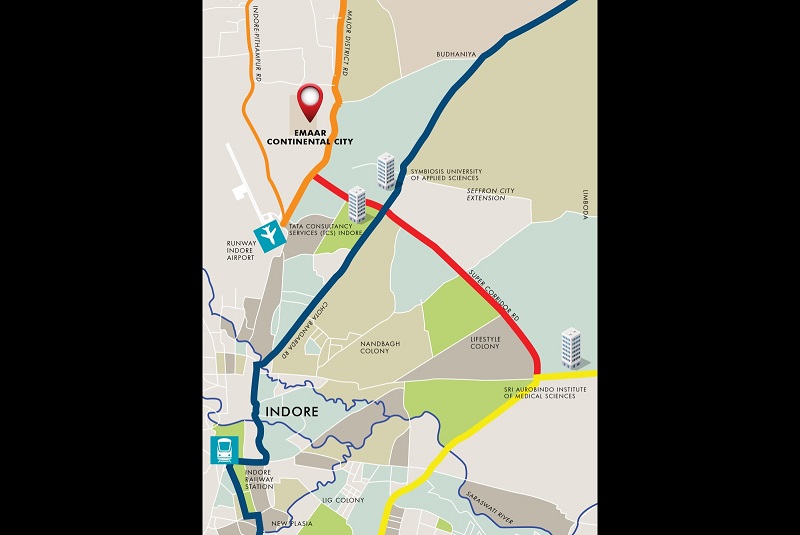 INDORE-PITHAMPUR RD
MAJOR DISTRICT RD
BUDHANIYA
EMAAR
CONTINENTAL CITY
SYMBIOSIS UNIVERSITY
OF APPLIED SCIENCES
SEFFRON CITY
EXTENSION
LIMBODA
TATA CONSULTANCY
SERVICES (TCS) INDORE
RUNWAY
INDORE
AIRPORT
SUPER CORRIDOR RD
CHOTA BANGARDA RD
NANDBAGH
COLONY
LIFESTYLE
COLONY
SRI AUROBINDO INSTITUTE
OF MEDICAL SCIENCES
INDORE
INDORE
RAILWAY
STATION
LIG COLONY
SARASWATI RIVER
NEW PLASIA